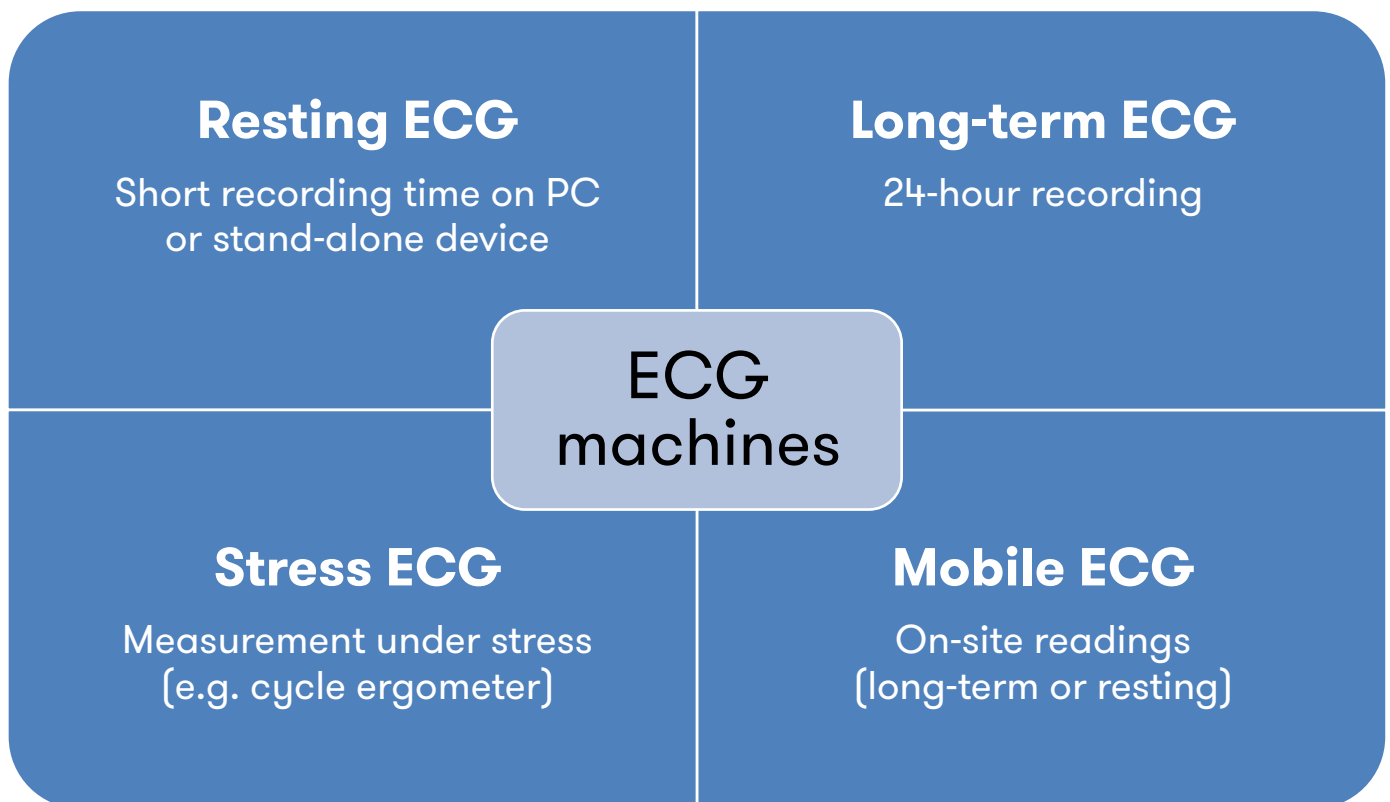 Resting ECG
Short recording time on PC
or stand-alone device
Long-term ECG
24-hour recording
ECG
machines
Stress ECG
Measurement under stress
(e.g. cycle ergometer)
Mobile ECG
On-site readings
(long-term or resting)